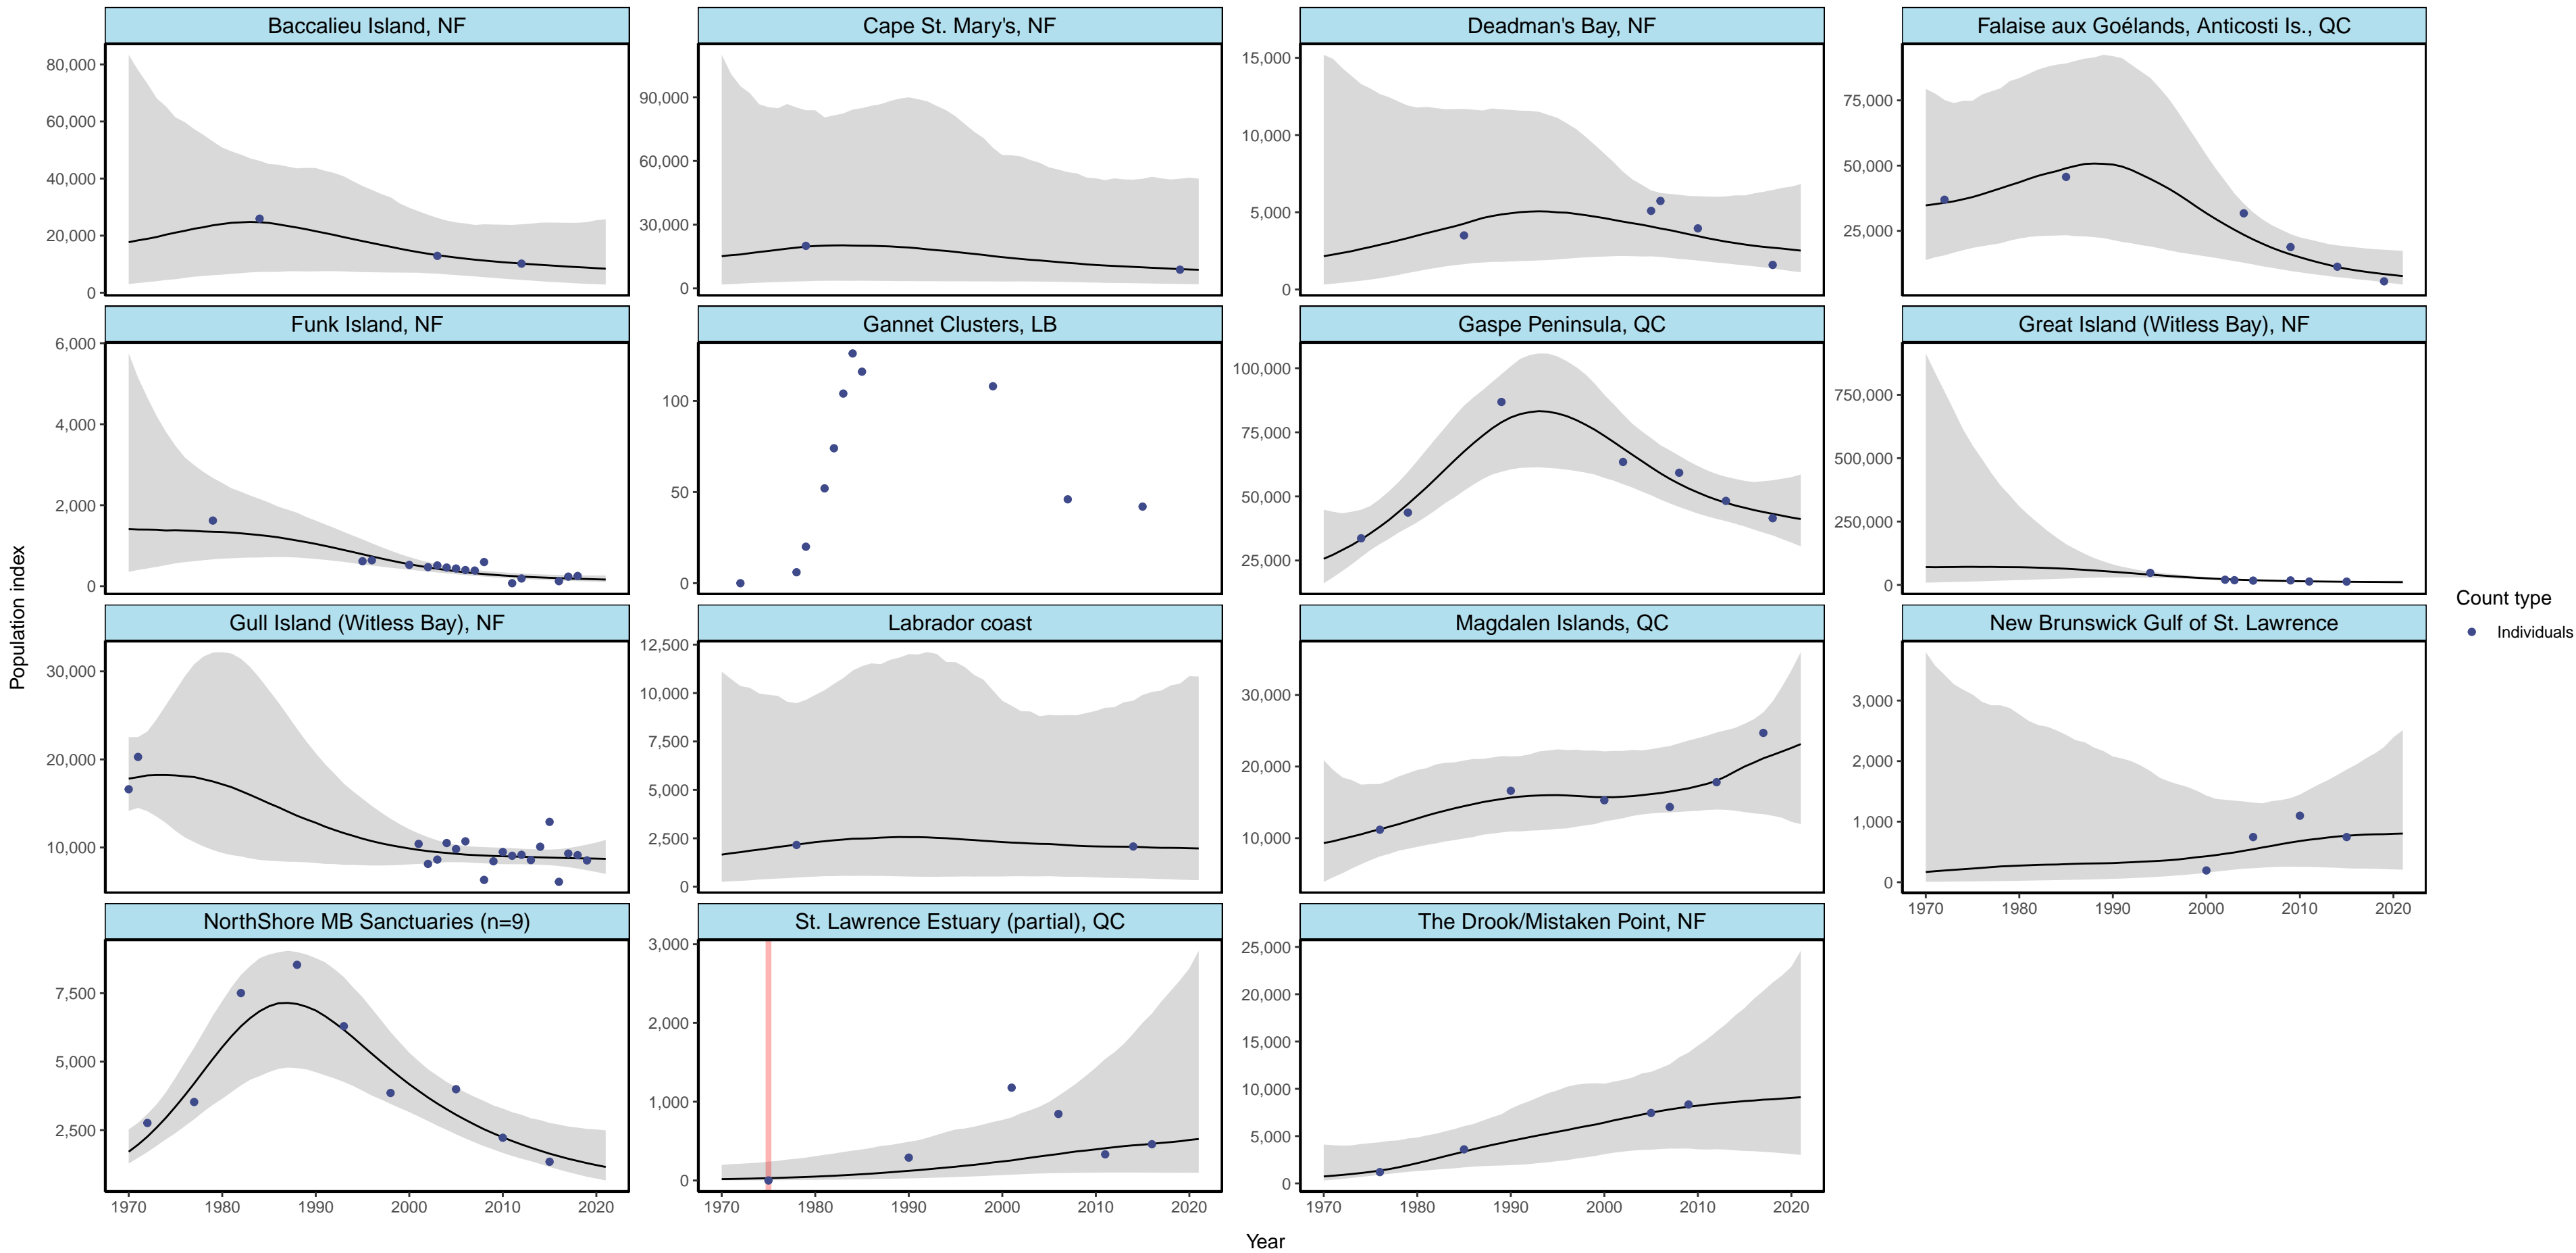 Baccalieu Island, NF
Cape St. Mary's, NF
Deadman's Bay, NF
Falaise aux Goélands, Anticosti Is., QC
80,000
60,000
40,000
20,000
0
90,000
60,000
30,000
0
15,000
10,000
5,000
0
75,000
50,000
25,000
Funk Island, NF
Gannet Clusters, LB
Gaspe Peninsula, QC
Great Island (Witless Bay), NF
6,000
4,000
2,000
0
100
50
0
100,000
75,000
50,000
25,000
750,000
500,000
250,000
0
Gull Island (Witless Bay), NF
Labrador coast
Magdalen Islands, QC
New Brunswick Gulf of St. Lawrence
30,000
20,000
10,000
12,500
10,000
7,500
5,000
2,500
0
30,000
20,000
10,000
3,000
2,000
1,000
0
1970 1980 1990 2000 2010 2020
NorthShore MB Sanctuaries (n=9)
St. Lawrence Estuary (partial), QC
The Drook/Mistaken Point, NF
7,500
5,000
2,500
3,000
2,000
1,000
0
25,000
20,000
15,000
10,000
5,000
0
1970 1980 1990 2000 2010 2020
1970 1980 1990 2000 2010 2020
1970 1980 1990 2000 2010 2020
Year
Population index
Count type
Individuals